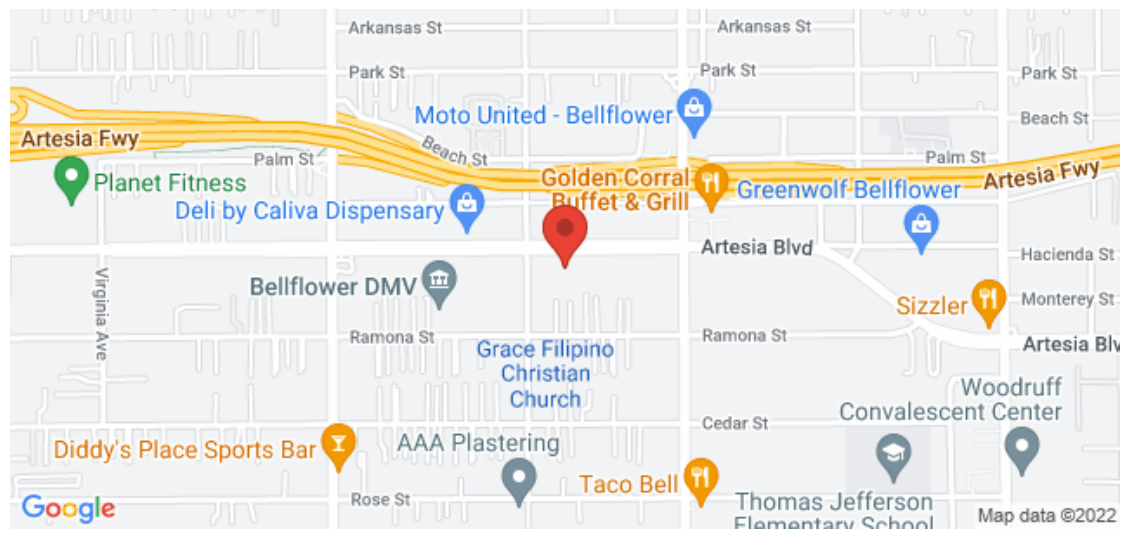 Arkansas St
Arkansas St
Park St
Park St
Park St
Moto United - Bellflower
Beach St
Artesia Fwy
Beach St
Palm St
Palm St
Planet Fitness
Golden Corral
Buffet & Grill
Greenwolf Bellflower
Artesia Fwy
Deli by Caliva Dispensary
Artesia Blvd
Hacienda St
Virginia Ave
Bellflower DMV
Sizzler
Monterey St
Ramona St
Ramona St
Artesia Blv
Grace Filipino
Christian
Church
Woodruff
Convalescent Center
Cedar St
Diddy's Place Sports Bar
AAA Plastering
Taco Bell
Rose St
Thomas Jefferson
Elementary School
Google
Map data ©2022